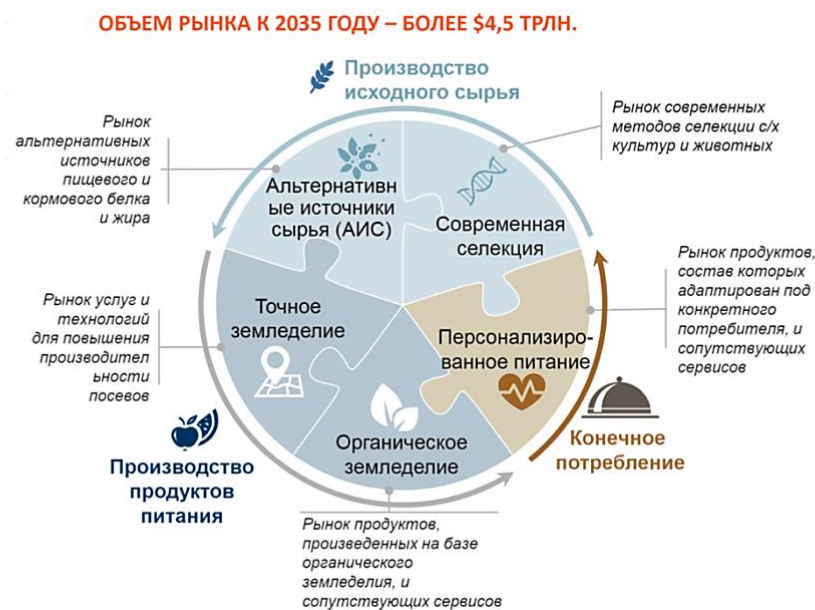 ОБЪЕМ РЫНКА К 2035 ГОДУ – БОЛЕЕ $4,5 ТРЛН.
Производство
исходного сырья
Рынок
альтернативных
источников
пищевого и
кормового белка
и жира
Рынок современных
методов селекции с/х
культур и животных
Альтернативн
ые источники
сырья (АИС)
Современная
селекция
Рынок продуктов,
состав которых
адаптирован под
конкретного
потребителя, и
сопутствующих
сервисов
Рынок услуг и
технологий
для повышения
производител
ьности
посевов
Точное
земледелие
Персонализиро-
ванное питание
Органическое
земледелие
Конечное
потребление
Производство
продуктов
питания
Рынок продуктов,
произведенных на базе
органического
земледелия, и
сопутствующих сервисов